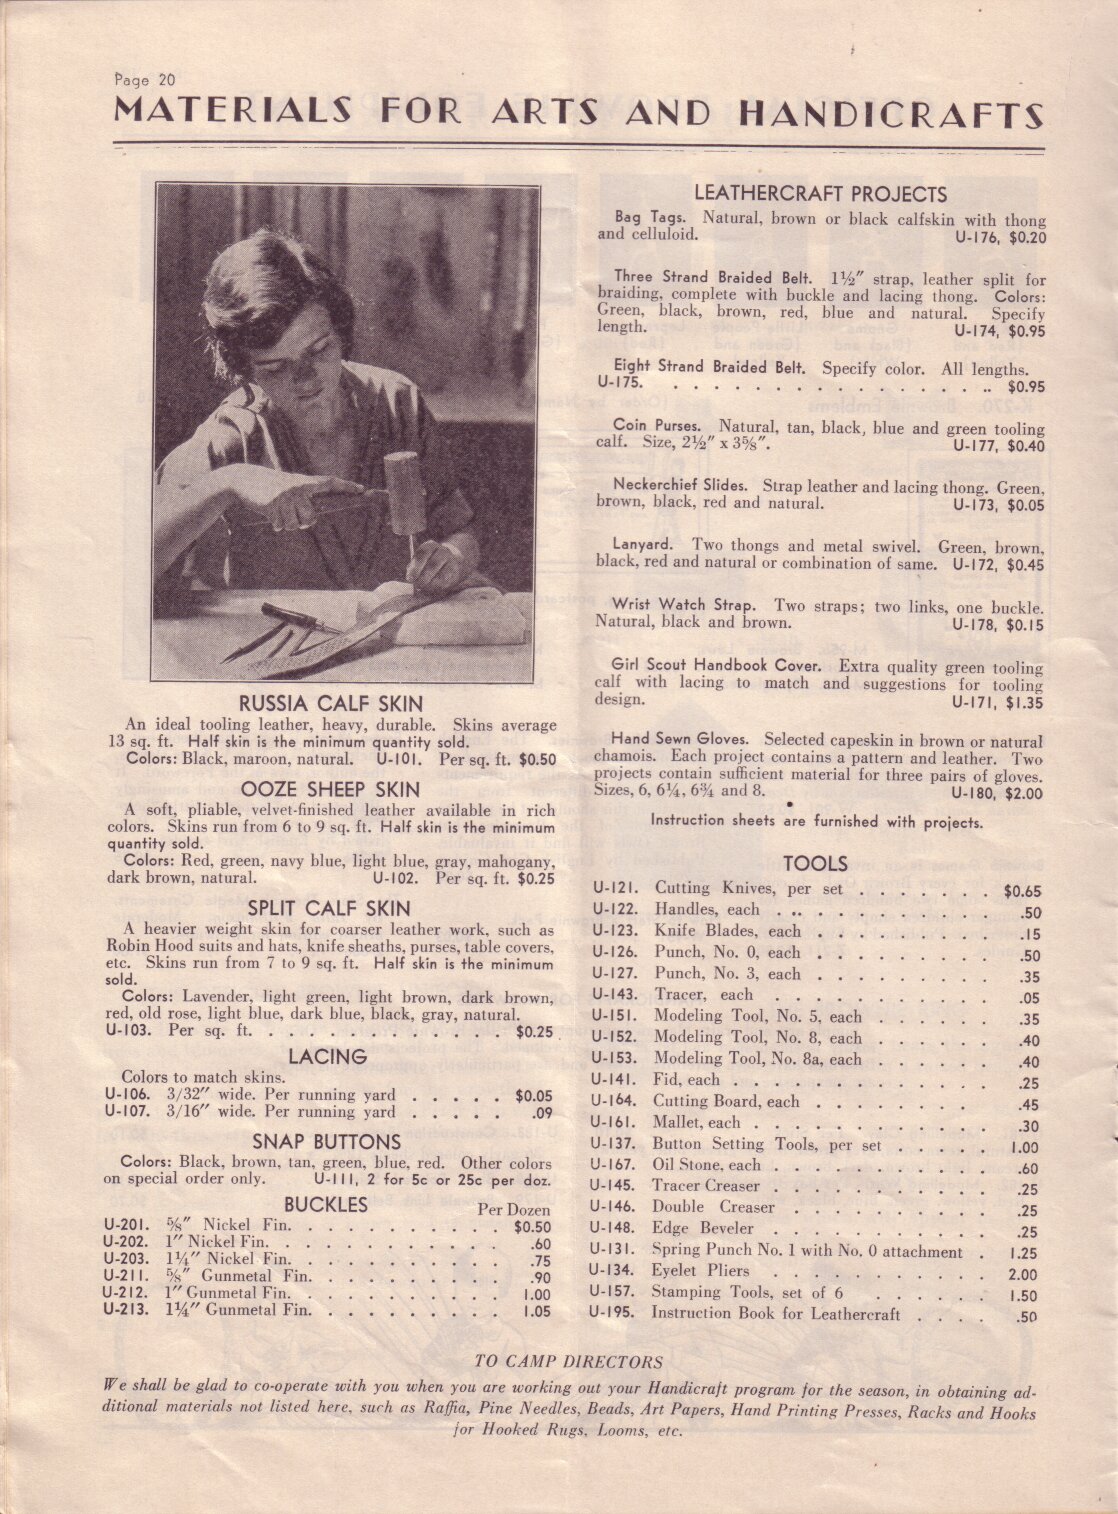 Page 20
MATERIALS FOR ARTS AND HANDICRAFTS
RUSSIA CALF SKIN
An ideal tooling leather, heavy, durable. Skins average
13 sq. ft. Half skin is the minimum quantity sold.
Colors: Black, maroon, natural. U-101. Per sq. ft. $0.50
OOZE SHEEP SKIN
A soft, pliable, velvet-finished leather available in rich
colors. Skins run from 6 to 9 sq. ft. Half skin is the minimum
quantity sold.
Colors: Red, green, navy blue, light blue, gray, mahogany,
dark brown, natural. U-102. Per sq. ft. $0.25
SPLIT CALF SKIN
A heavier weight skin for coarser leather work, such as
Robin Hood suits and hats, knife sheaths, purses, table covers,
etc. Skins run from 7 to 9 sq. ft. Half skin is the minimum
sold.
Colors: Lavender, light green, light brown, dark brown,
red, old rose, light blue, dark blue, black, gray, natural.
U-103. Per sq. ft. . . . . . . . . . . . . $0.25
LACING
Colors to match skins.
U-106. 3/32" wide. Per running yard . . . . . $0.05
U-107. 3/16" wide. Per running yard . . . . . .09
SNAP BUTTONS
Colors: Black, brown, tan, green, blue, red. Other colors
on special order only. U-111, 2 for 5c or 25c per doz.
BUCKLES Per Dozen
U-201. ⅝" Nickel Fin. . . . . . . . . . . $0.50
U-202. 1" Nickel Fin. . . . . . . . . . . . .60
U-203. 1¼" Nickel Fin. . . . . . . . . . . .75
U-211. ⅝" Gunmetal Fin. . . . . . . . . . .90
U-212. 1" Gunmetal Fin. . . . . . . . . . . 1.00
U-213. 1¼" Gunmetal Fin. . . . . . . . . . 1.05
LEATHERCRAFT PROJECTS
Bag Tags. Natural, brown or black calfskin with thong
and celluloid. U-176, $0.20
Three Strand Braided Belt. 1½" strap, leather split for
braiding, complete with buckle and lacing thong. Colors:
Green, black, brown, red, blue and natural. Specify
length. U-174, $0.95
Eight Strand Braided Belt. Specify color. All lengths.
U-175. . . . . . . . . . . . . . . . . .. $0.95
Coin Purses. Natural, tan, black, blue and green tooling
calf. Size, 2½" x 3⅝". U-177, $0.40
Neckerchief Slides. Strap leather and lacing thong. Green,
brown, black, red and natural. U-173, $0.05
Lanyard. Two thongs and metal swivel. Green, brown,
black, red and natural or combination of same. U-172, $0.45
Wrist Watch Strap. Two straps; two links, one buckle.
Natural, black and brown. U-178, $0.15
Girl Scout Handbook Cover. Extra quality green tooling
calf with lacing to match and suggestions for tooling
design. U-171, $1.35
Hand Sewn Gloves. Selected capeskin in brown or natural
chamois. Each project contains a pattern and leather. Two
projects contain sufficient material for three pairs of gloves.
Sizes, 6, 6¼, 6¾ and 8. U-180, $2.00
Instruction sheets are furnished with projects.
TOOLS
U-121. Cutting Knives, per set . . . . . . . $0.65
U-122. Handles, each . .. . . . . . . . . . .50
U-123. Knife Blades, each . . . . . . . . . .15
U-126. Punch, No. 0, each . . . . . . . . . .50
U-127. Punch, No. 3, each . . . . . . . . . .35
U-143. Tracer, each . . . . . . . . . . . .05
U-151. Modeling Tool, No. 5, each . . . . . . .35
U-152. Modeling Tool, No. 8, each . . . . . . .40
U-153. Modeling Tool, No. 8a, each . . . . . . .40
U-141. Fid, each . . . . . . . . . . . . . .25
U-164. Cutting Board, each . . . . . . . . .45
U-161. Mallet, each . . . . . . . . . . . . .30
U-137. Button Setting Tools, per set . . . . . 1.00
U-167. Oil Stone, each . . . . . . . . . . . .60
U-145. Tracer Creaser . . . . . . . . . . . .25
U-146. Double Creaser . . . . . . . . . . .25
U-148. Edge Beveler . . . . . . . . . . . .25
U-131. Spring Punch No. 1 with No. 0 attachment . 1.25
U-134. Eyelet Pliers . . . . . . . . . . . 2.00
U-157. Stamping Tools, set of 6 . . . . . 1.50
U-195. Instruction Book for Leathercraft . . . . .50
TO CAMP DIRECTORS
We shall be glad to co-operate with you when you are working out your Handicraft program for the season, in obtaining ad-
ditional materials not listed here, such as Raffia, Pine Needles, Beads, Art Papers, Hand Printing Presses, Racks and Hooks
for Hooked Rugs, Looms, etc.